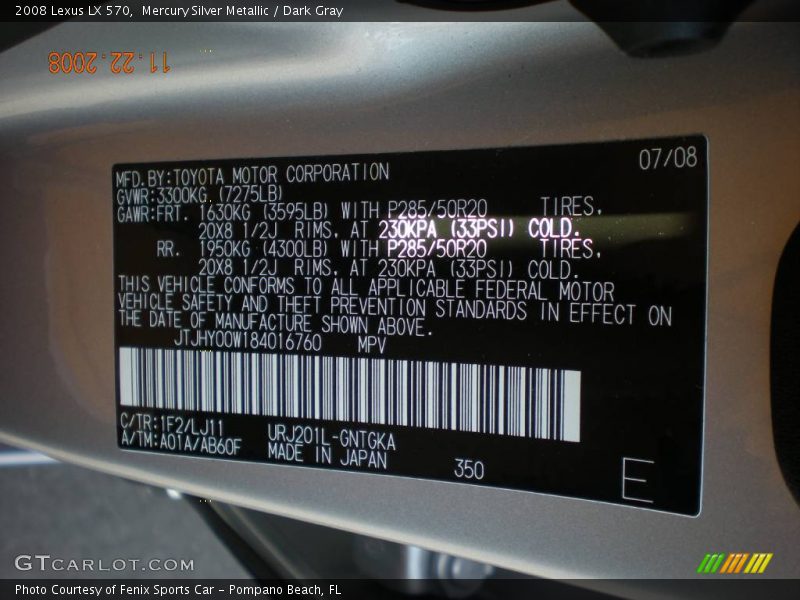 2008 Lexus LX 570, Mercury Silver Metallic / Dark Gray
11.22.2008
07/08
MFD.BY:TOYOTA MOTOR CORPORATION
GVWR:3300KG (7275LB)
GAWR:FRT. 1630KG (3595LB) WITH P285/50R20 TIRES,
20X8 1/2J RIMS. AT 230KPA (33PSI) COLD.
RR. 1950KG (4300LB) WITH P285/50R20 TIRES,
20X8 1/2J RIMS. AT 230KPA (33PSI) COLD.
THIS VEHICLE CONFORMS TO ALL APPLICABLE FEDERAL MOTOR
VEHICLE SAFETY AND THEFT PREVENTION STANDARDS IN EFFECT ON
THE DATE OF MANUFACTURE SHOWN ABOVE.
JTJHY00W184016760 MPV
C/TR:1F2/LJ11 URJ201L-GNTGKA
A/TM:A01A/AB60F MADE IN JAPAN
350
E
GTCARLOT.COM
Photo Courtesy of Fenix Sports Car – Pompano Beach, FL